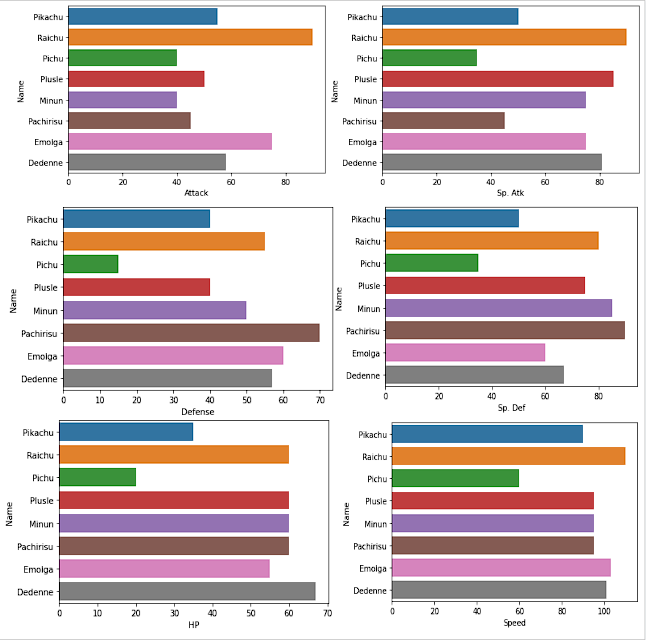 Name
Pikachu
Raichu
Pichu
Plusle
Minun
Pachirisu
Emolga
Dedenne
0 20 40 60 80
Attack
Name
Pikachu
Raichu
Pichu
Plusle
Minun
Pachirisu
Emolga
Dedenne
0 20 40 60 80
Sp. Atk
Name
Pikachu
Raichu
Pichu
Plusle
Minun
Pachirisu
Emolga
Dedenne
0 10 20 30 40 50 60 70
Defense
Name
Pikachu
Raichu
Pichu
Plusle
Minun
Pachirisu
Emolga
Dedenne
0 20 40 60 80
Sp. Def
Name
Pikachu
Raichu
Pichu
Plusle
Minun
Pachirisu
Emolga
Dedenne
0 10 20 30 40 50 60 70
HP
Name
Pikachu
Raichu
Pichu
Plusle
Minun
Pachirisu
Emolga
Dedenne
0 20 40 60 80 100
Speed